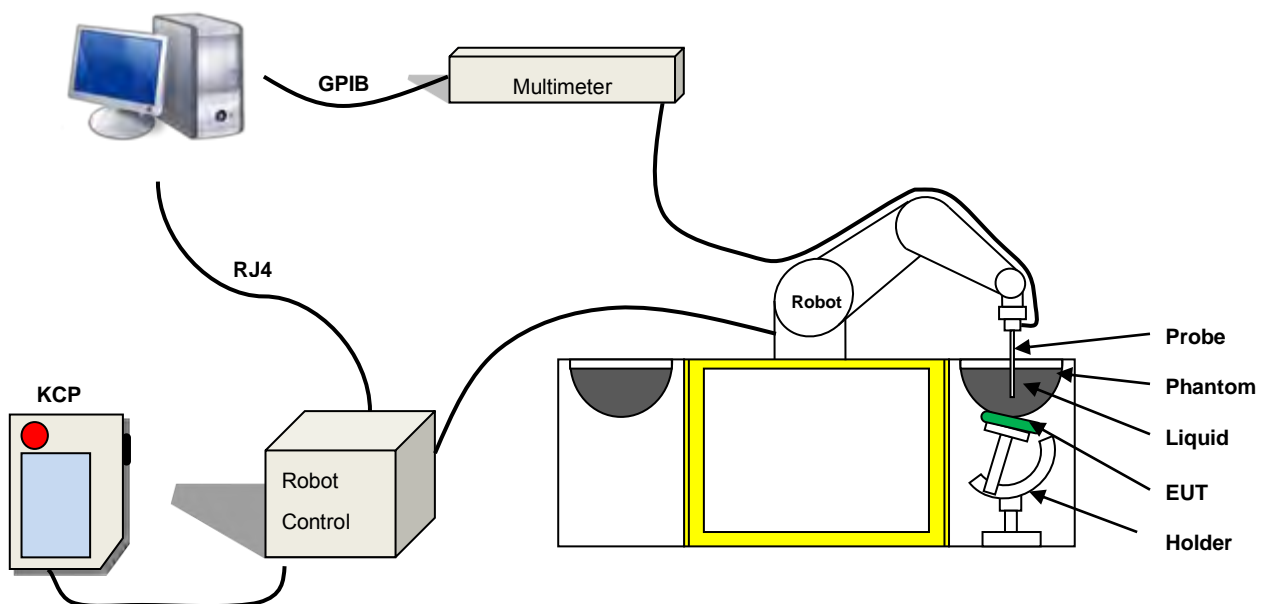 GPIB
Multimeter
RJ4
Robot
Probe
Phantom
KCP
Liquid
Robot
Control
EUT
Holder